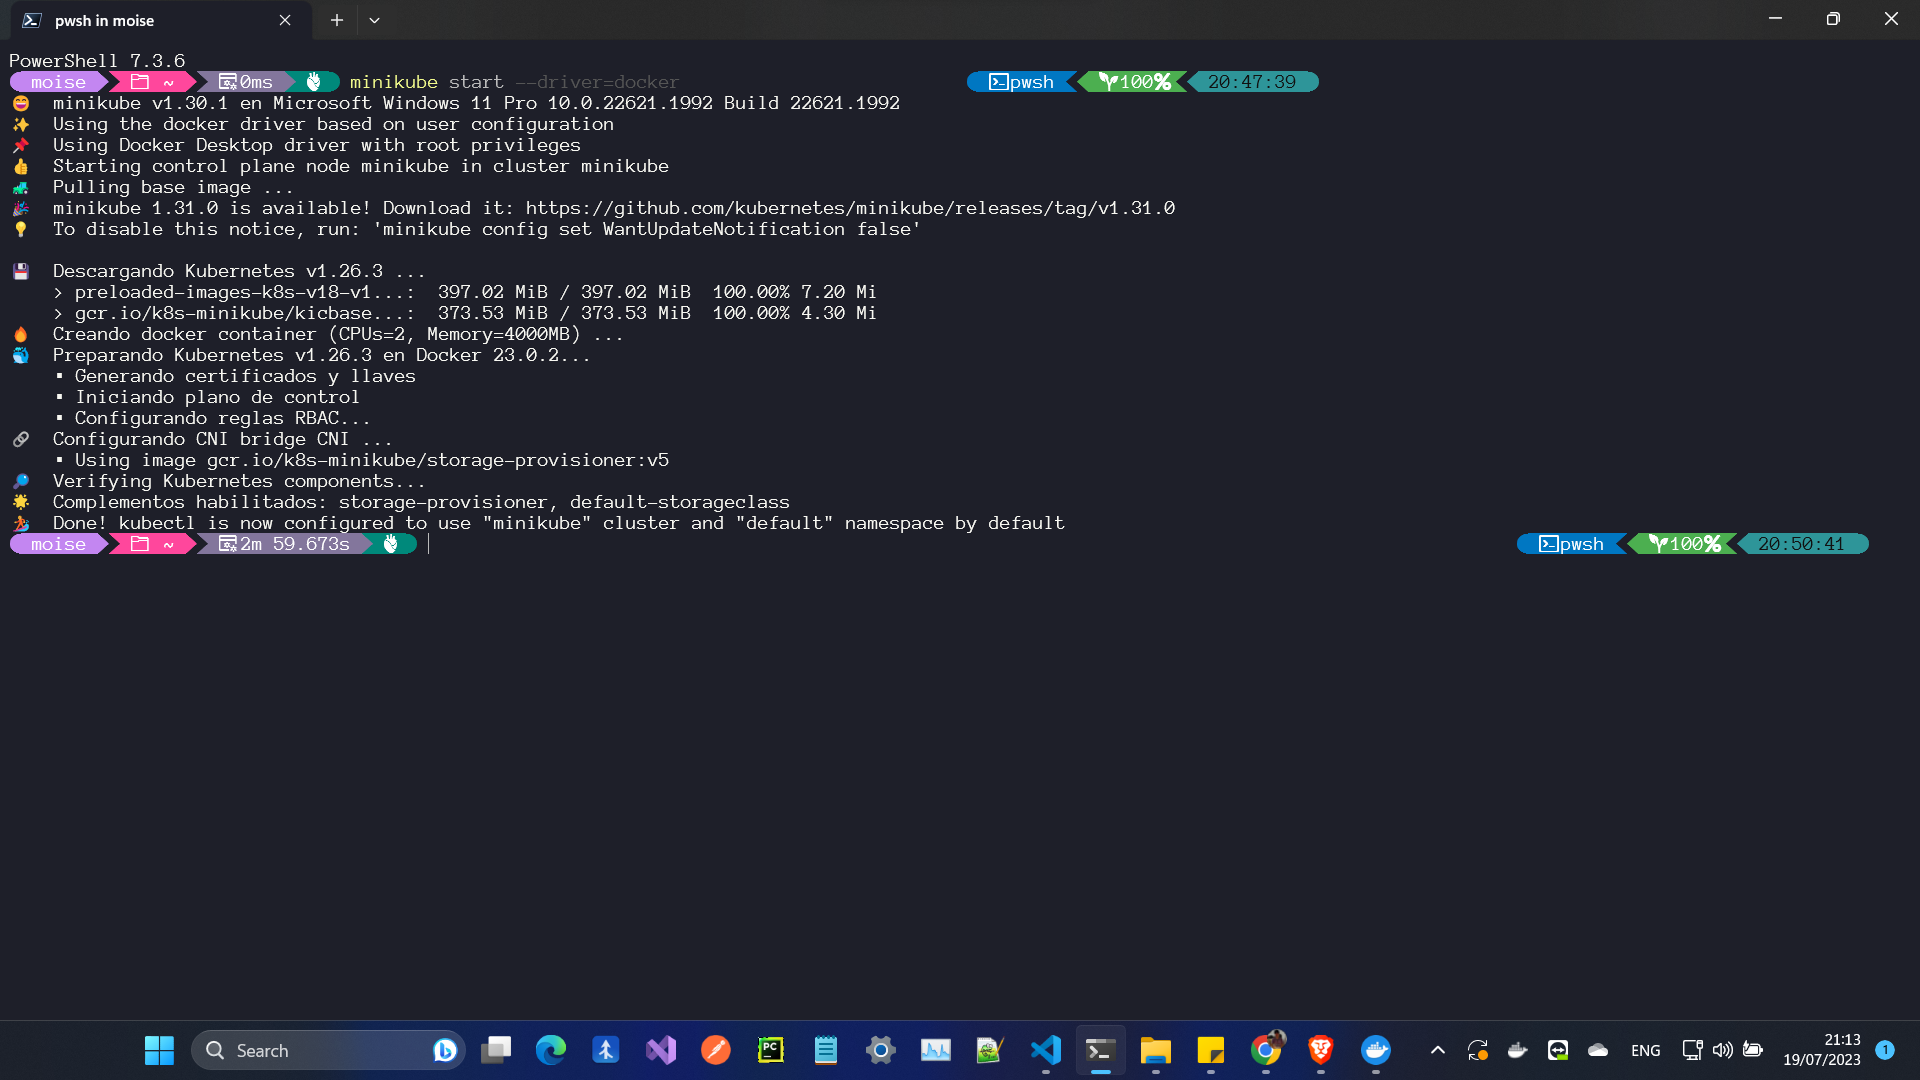 pwsh in moise
PowerShell 7.3.6
moise ~ 0ms minikube start --driver=docker pwsh 100% 20:47:39
minikube v1.30.1 en Microsoft Windows 11 Pro 10.0.22621.1992 Build 22621.1992
Using the docker driver based on user configuration
Using Docker Desktop driver with root privileges
Starting control plane node minikube in cluster minikube
Pulling base image ...
minikube 1.31.0 is available! Download it: https://github.com/kubernetes/minikube/releases/tag/v1.31.0
To disable this notice, run: 'minikube config set WantUpdateNotification false'
Descargando Kubernetes v1.26.3 ...
> preloaded-images-k8s-v18-v1...: 397.02 MiB / 397.02 MiB 100.00% 7.20 Mi
> gcr.io/k8s-minikube/kicbase...: 373.53 MiB / 373.53 MiB 100.00% 4.30 Mi
Creando docker container (CPUs=2, Memory=4000MB) ...
Preparando Kubernetes v1.26.3 en Docker 23.0.2...
▪ Generando certificados y llaves
▪ Iniciando plano de control
▪ Configurando reglas RBAC...
Configurando CNI bridge CNI ...
▪ Using image gcr.io/k8s-minikube/storage-provisioner:v5
Verifying Kubernetes components...
Complementos habilitados: storage-provisioner, default-storageclass
Done! kubectl is now configured to use "minikube" cluster and "default" namespace by default
moise ~ 2m 59.673s pwsh 100% 20:50:41
Search
PC
ENG
21:13
19/07/2023
1